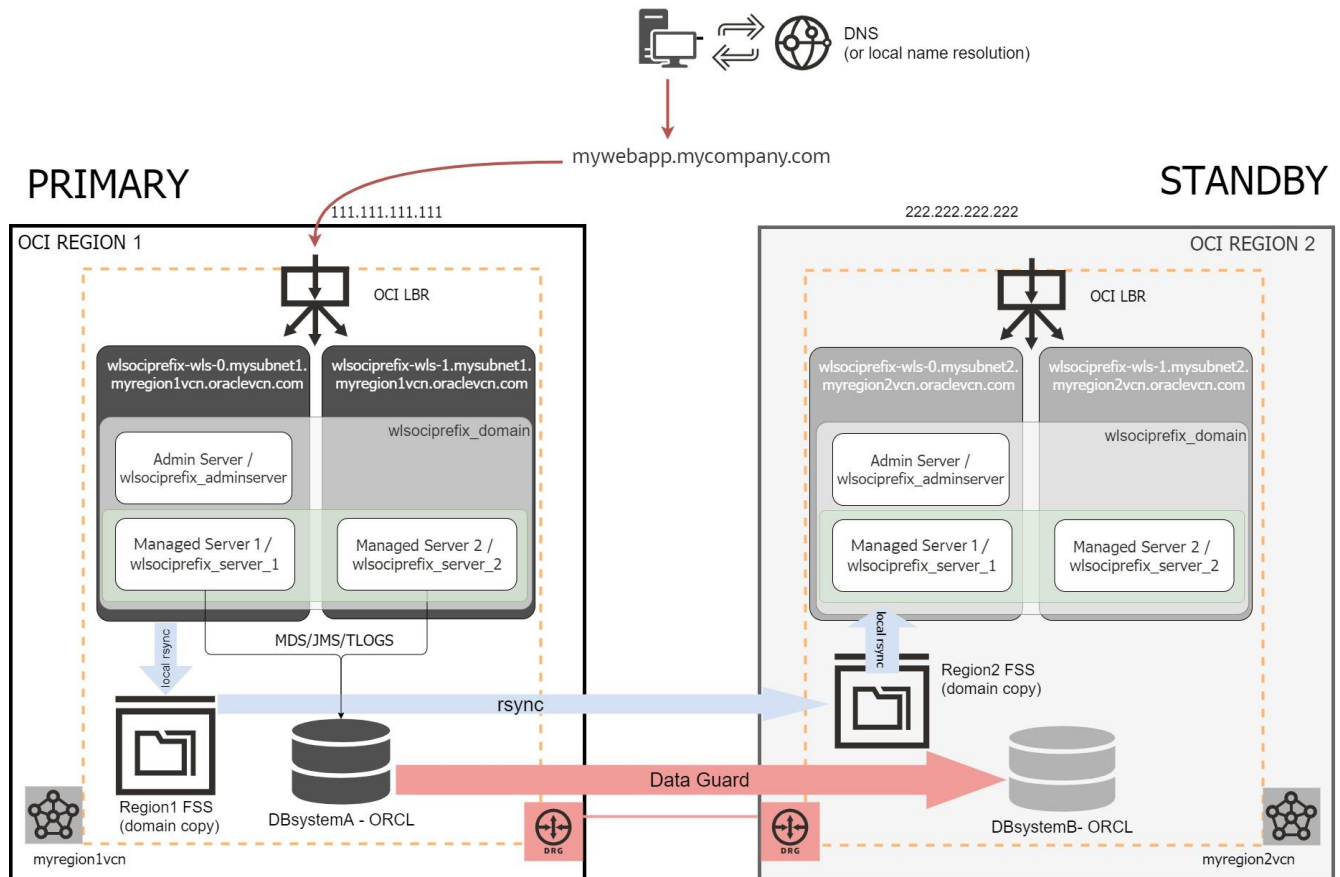 DNS
(or local name resolution)
mywebapp.mycompany.com
PRIMARY
STANDBY
111.111.111.111
222.222.222.222
OCI REGION 1
OCI LBR
wlsociprefix-wls-0.mysubnet1.
myregion1vcn.oraclevcn.com
wlsociprefix-wls-1.mysubnet1.
myregion1vcn.oraclevcn.com
wlsociprefix_domain
Admin Server /
wlsociprefix_adminserver
Managed Server 1 /
wlsociprefix_server_1
Managed Server 2 /
wlsociprefix_server_2
local rsync
MDS/JMS/TLOGS
Region1 FSS
(domain copy)
DBsystemA - ORCL
myregion1vcn
DRG
rsync
Data Guard
OCI REGION 2
OCI LBR
wlsociprefix-wls-0.mysubnet2.
myregion2vcn.oraclevcn.com
wlsociprefix-wls-1.mysubnet2.
myregion2vcn.oraclevcn.com
wlsociprefix_domain
Admin Server /
wlsociprefix_adminserver
Managed Server 1 /
wlsociprefix_server_1
Managed Server 2 /
wlsociprefix_server_2
local rsync
Region2 FSS
(domain copy)
DBsystemB- ORCL
DRG
myregion2vcn